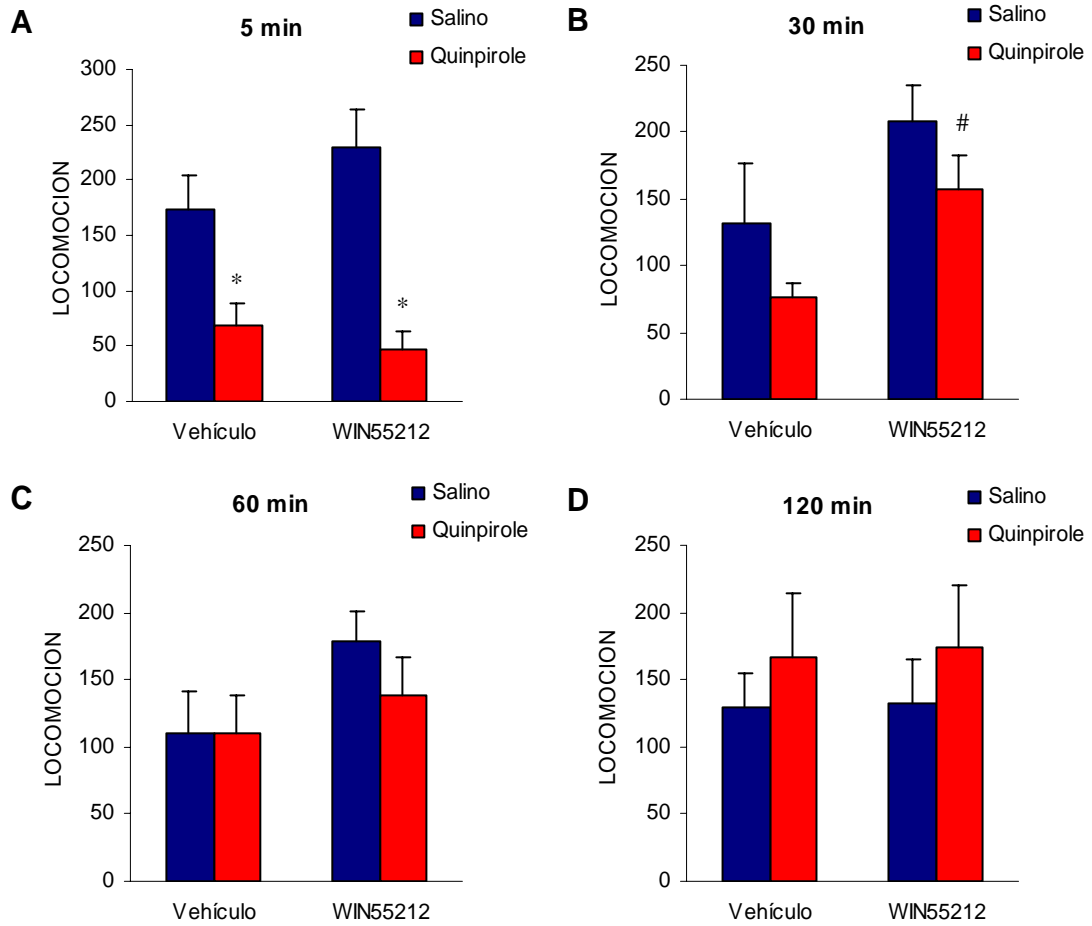 A
5 min
Salino
Quinpirole
LOCOMOCION
300
250
200
150
100
50
0
*
*
Vehículo WIN55212
B
30 min
Salino
Quinpirole
LOCOMOCION
250
200
150
100
50
0
#
Vehículo WIN55212
C
60 min
Salino
Quinpirole
LOCOMOCION
250
200
150
100
50
0
Vehículo WIN55212
D
120 min
Salino
Quinpirole
LOCOMOCION
250
200
150
100
50
0
Vehículo WIN55212